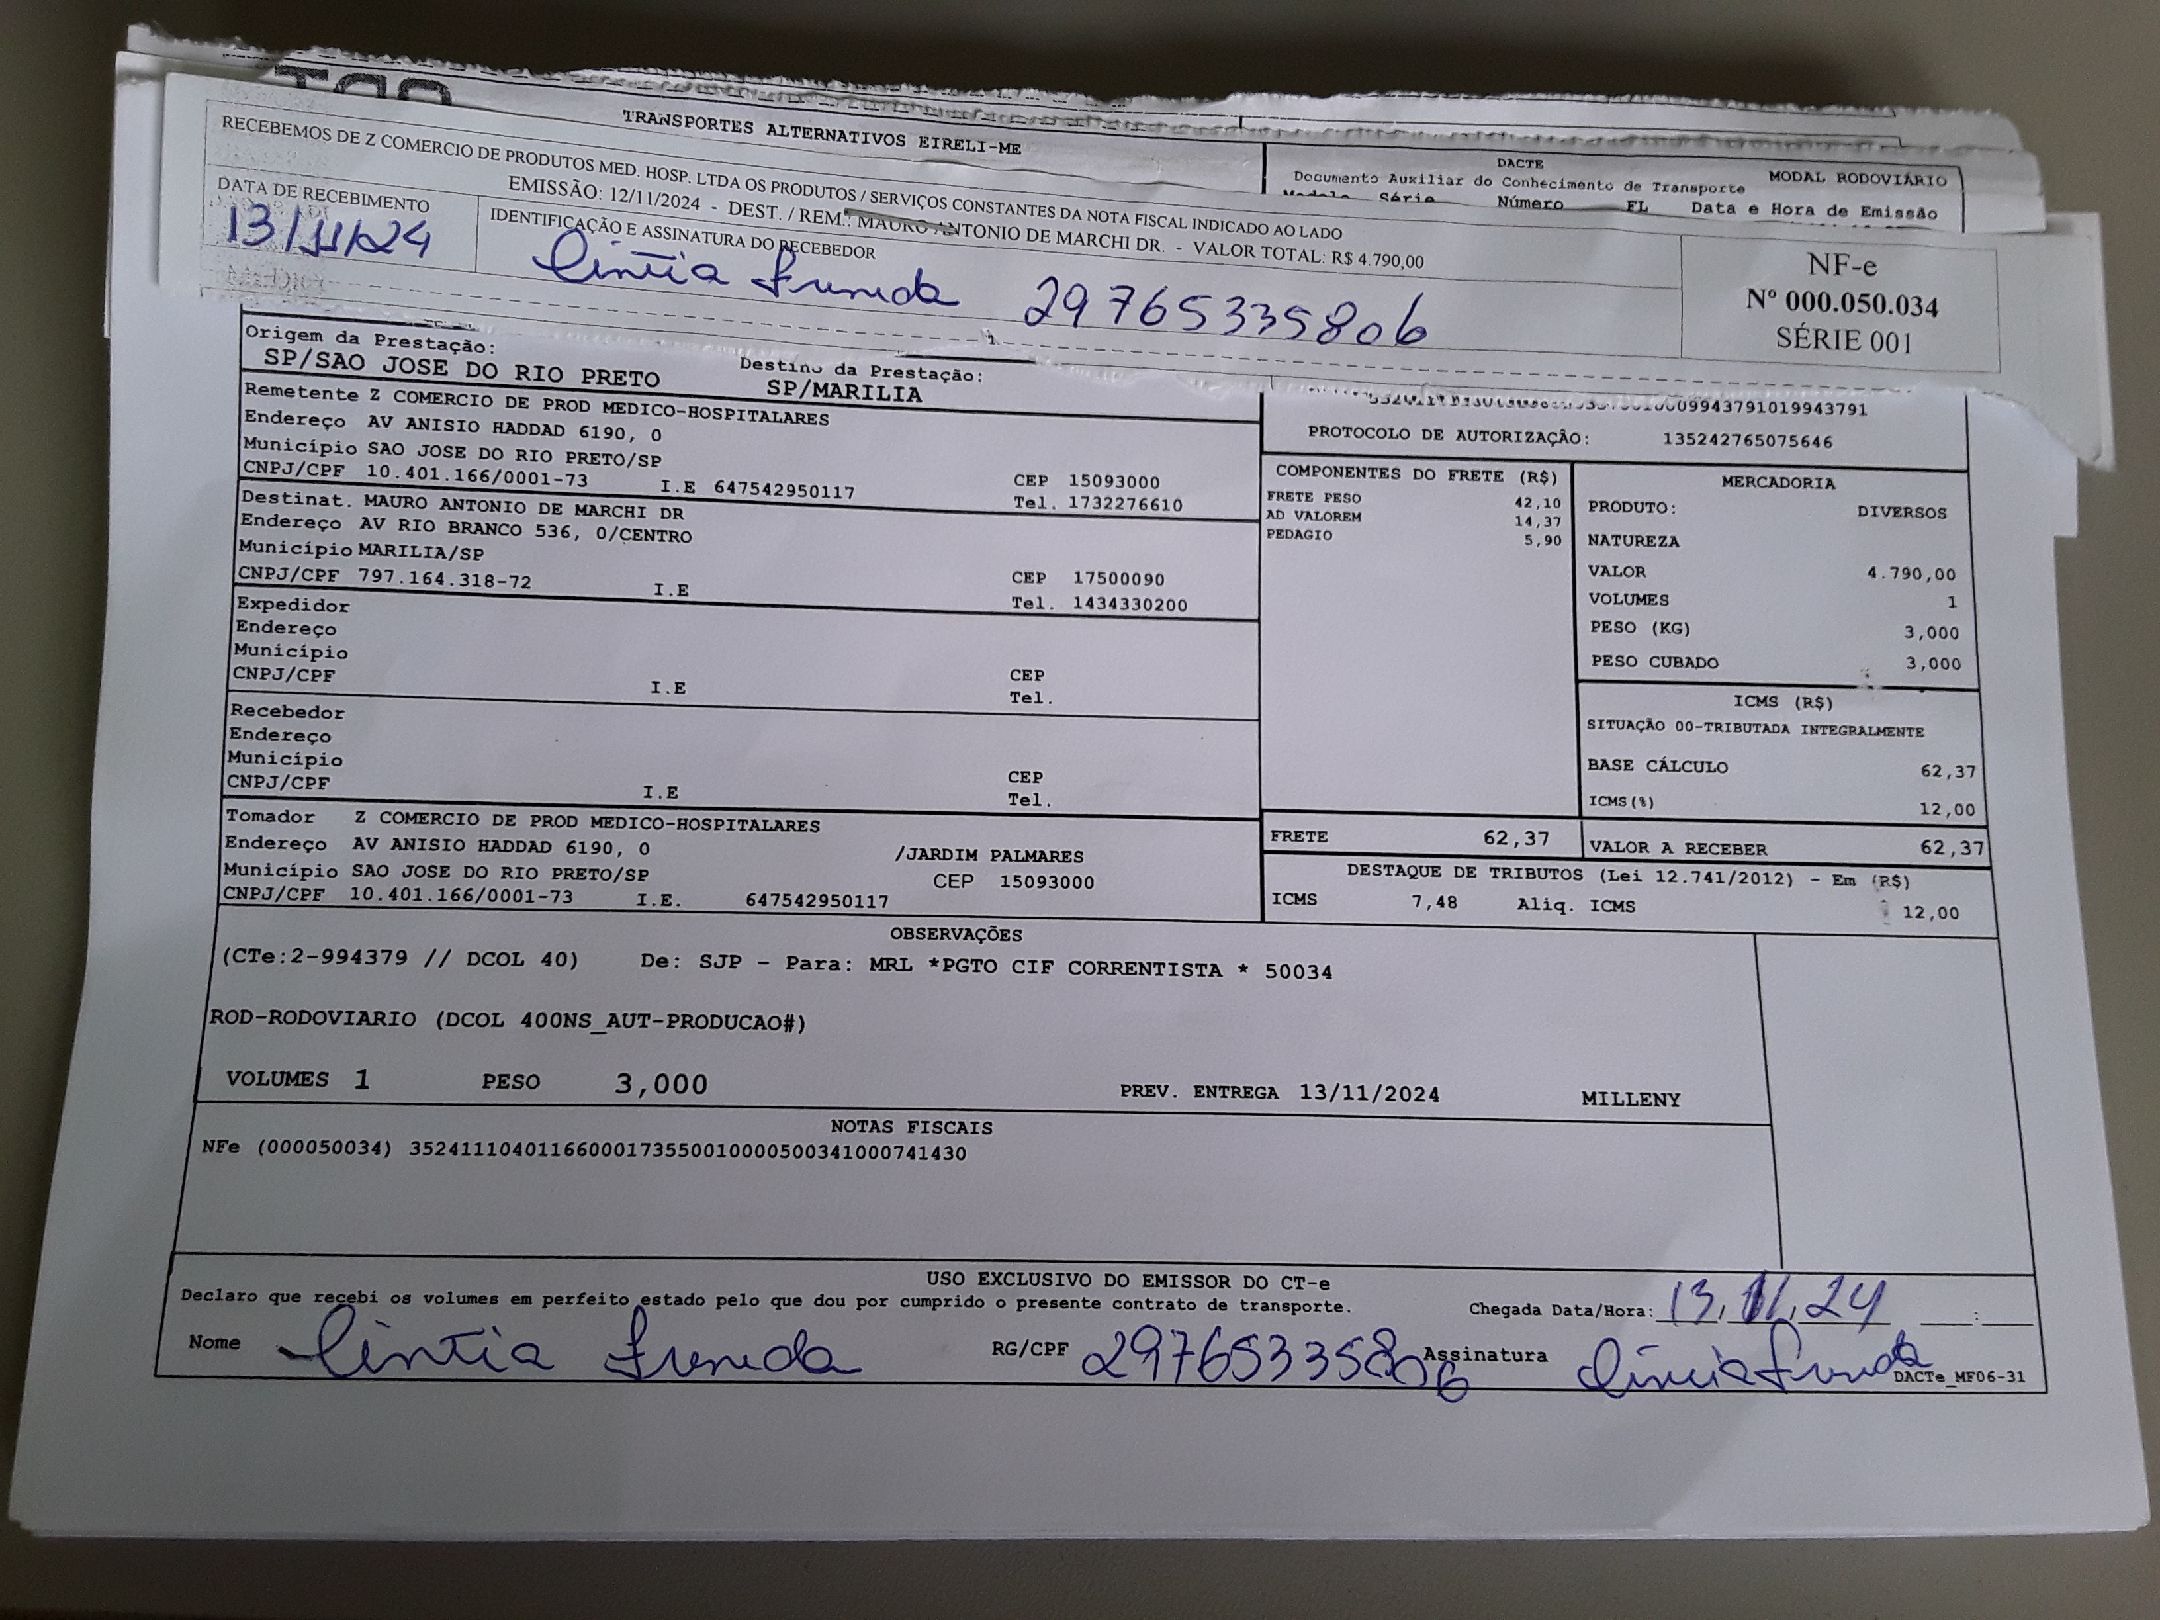 TRANSPORTES ALTERNATIVOS EIRELI-ME
DACTE
MODAL RODOVIÁRIO
Documento Auxiliar do Conhecimento de Transporte
Modelo Série Número FL Data e Hora de Emissão
RECEBEMOS DE Z COMERCIO DE PRODUTOS MED. HOSP. LTDA OS PRODUTOS / SERVIÇOS CONSTANTES DA NOTA FISCAL INDICADO AO LADO
EMISSÃO: 12/11/2024 - DEST. / REM.: MAURO ANTONIO DE MARCHI DR. - VALOR TOTAL: R$ 4.790,00
DATA DE RECEBIMENTO
13/11/24
IDENTIFICAÇÃO E ASSINATURA DO RECEBEDOR
Cintia 29765335806
NF-e
Nº 000.050.034
SÉRIE 001
Origem da Prestação:
SP/SAO JOSE DO RIO PRETO
Destino da Prestação:
SP/MARILIA
Remetente Z COMERCIO DE PROD MEDICO-HOSPITALARES
Endereço AV ANISIO HADDAD 6190, 0
Município SAO JOSE DO RIO PRETO/SP
CEP 15093000
CNPJ/CPF 10.401.166/0001-73 I.E 647542950117
Tel. 1732276610
Destinat. MAURO ANTONIO DE MARCHI DR
Endereço AV RIO BRANCO 536, 0/CENTRO
Município MARILIA/SP
CEP 17500090
CNPJ/CPF 797.164.318-72 I.E
Tel. 1434330200
Expedidor
Endereço
Município
CEP
CNPJ/CPF I.E
Tel.
Recebedor
Endereço
Município
CEP
CNPJ/CPF I.E
Tel.
Tomador Z COMERCIO DE PROD MEDICO-HOSPITALARES
Endereço AV ANISIO HADDAD 6190, 0 /JARDIM PALMARES
Município SAO JOSE DO RIO PRETO/SP CEP 15093000
CNPJ/CPF 10.401.166/0001-73 I.E. 647542950117
PROTOCOLO DE AUTORIZAÇÃO: 135242765075646
COMPONENTES DO FRETE (R$)
FRETE PESO 42,10
AD VALOREM 14,37
PEDAGIO 5,90
MERCADORIA
PRODUTO: DIVERSOS
NATUREZA
VALOR 4.790,00
VOLUMES 1
PESO (KG) 3,000
PESO CUBADO 3,000
ICMS (R$)
SITUAÇÃO 00-TRIBUTADA INTEGRALMENTE
BASE CÁLCULO 62,37
ICMS(%) 12,00
FRETE 62,37
VALOR A RECEBER 62,37
DESTAQUE DE TRIBUTOS (Lei 12.741/2012) - Em (R$)
ICMS 7,48 Aliq. ICMS 12,00
OBSERVAÇÕES
(CTe:2-994379 // DCOL 40) De: SJP - Para: MRL *PGTO CIF CORRENTISTA * 50034
ROD-RODOVIARIO (DCOL 400NS_AUT-PRODUCAO#)
VOLUMES 1 PESO 3,000 PREV. ENTREGA 13/11/2024 MILLENY
NOTAS FISCAIS
NFe (000050034) 35241110401166000173550010000500341000741430
USO EXCLUSIVO DO EMISSOR DO CT-e
Declaro que recebi os volumes em perfeito estado pelo que dou por cumprido o presente contrato de transporte.
Chegada Data/Hora: 13.11.24 :
Nome Cintia RG/CPF 29765335806 Assinatura
DACTe_MF06-31